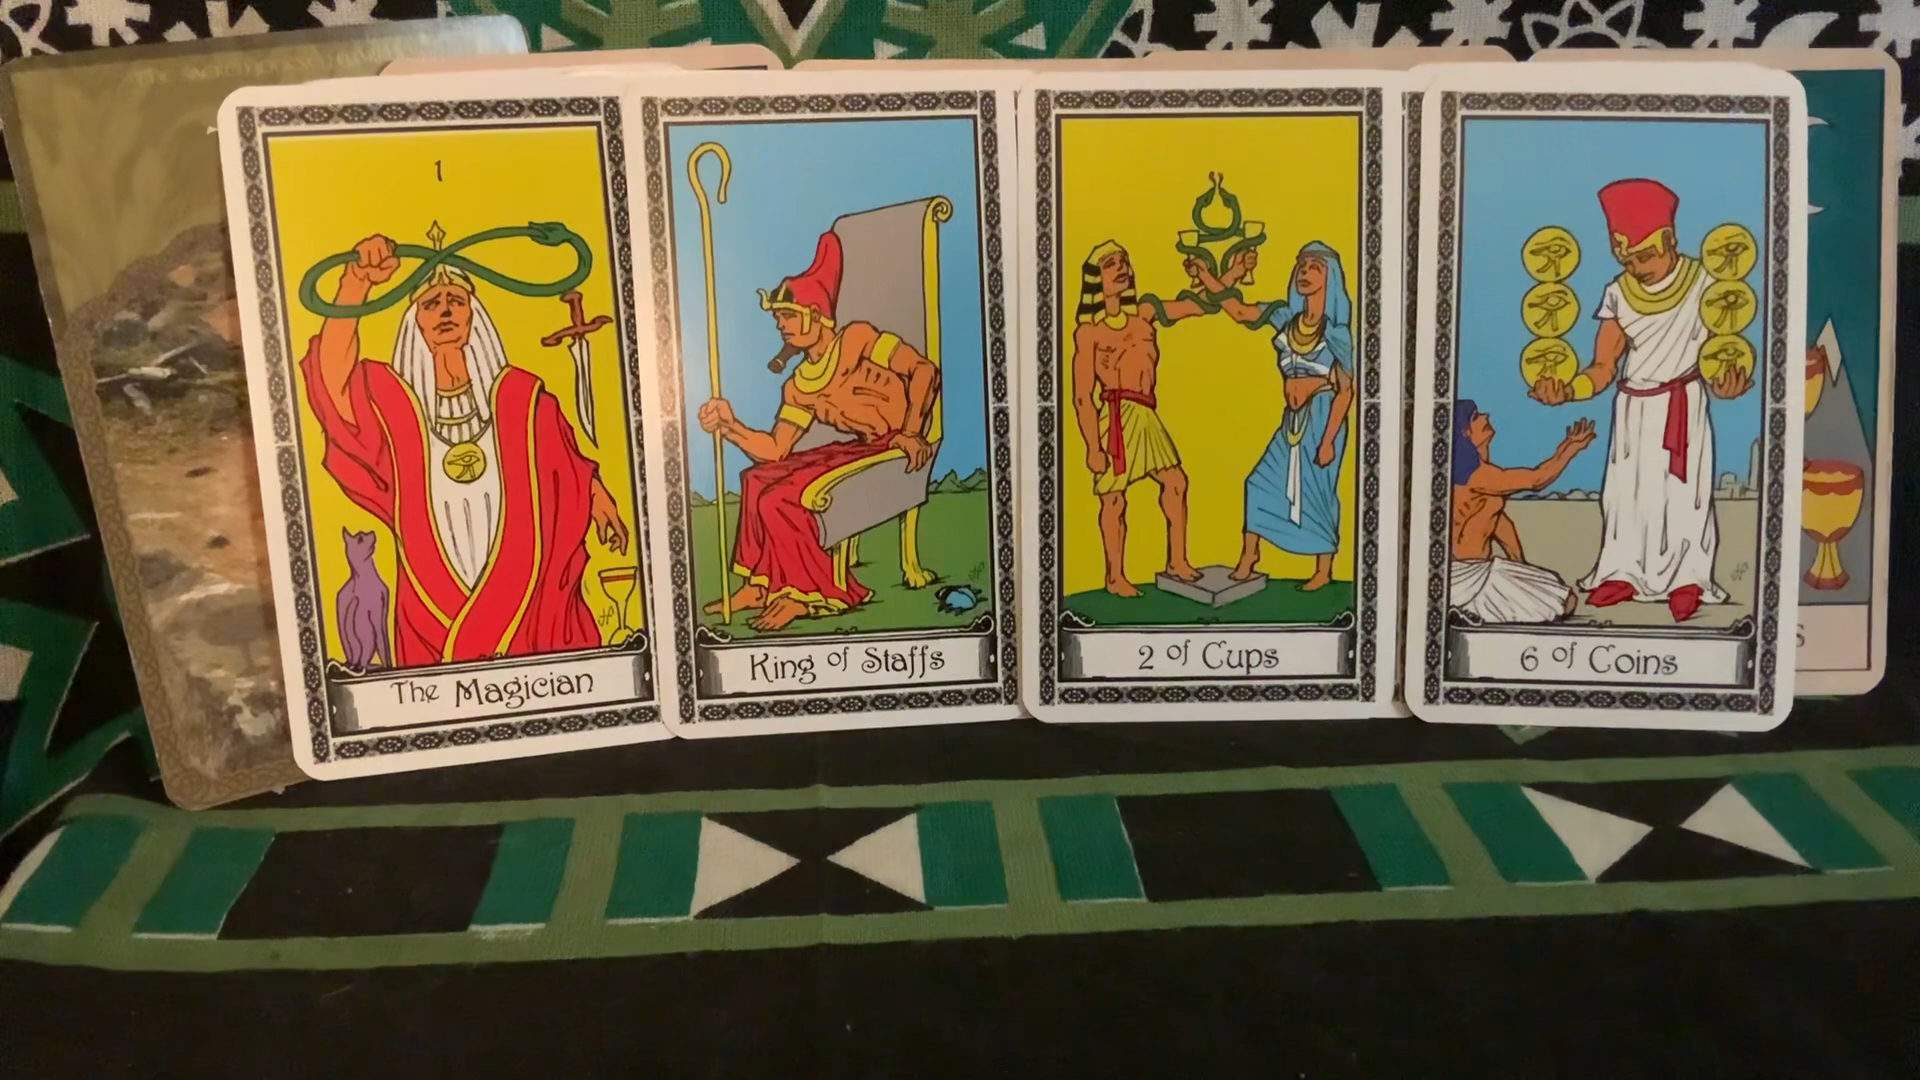 1
The Magician
King of Staffs
2 of Cups
6 of Coins